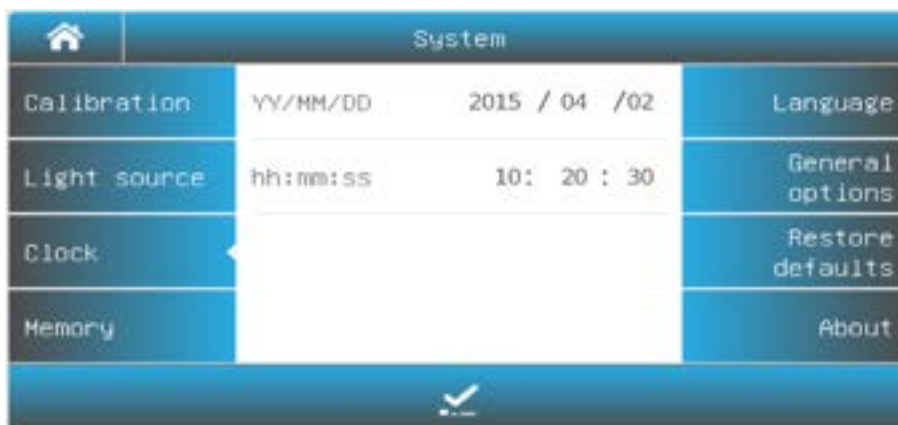 System
Calibration
YY/MM/DD 2015 / 04 /02
Language
Light source
hh:mm:ss 10: 20 : 30
General
options
Clock
Restore
defaults
Memory
About